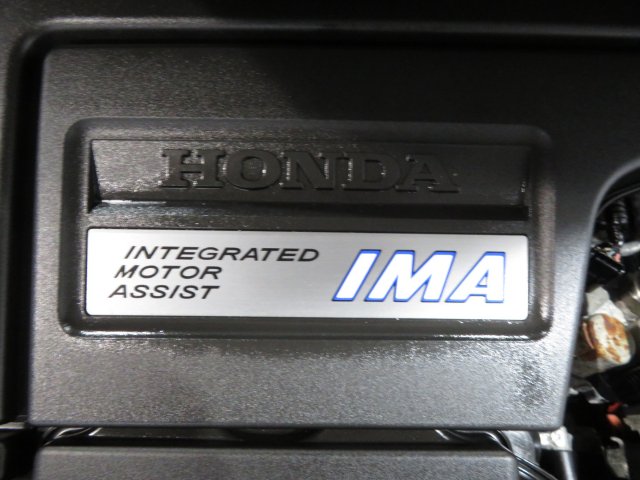 HONDA
INTEGRATED
MOTOR
ASSIST
IMA